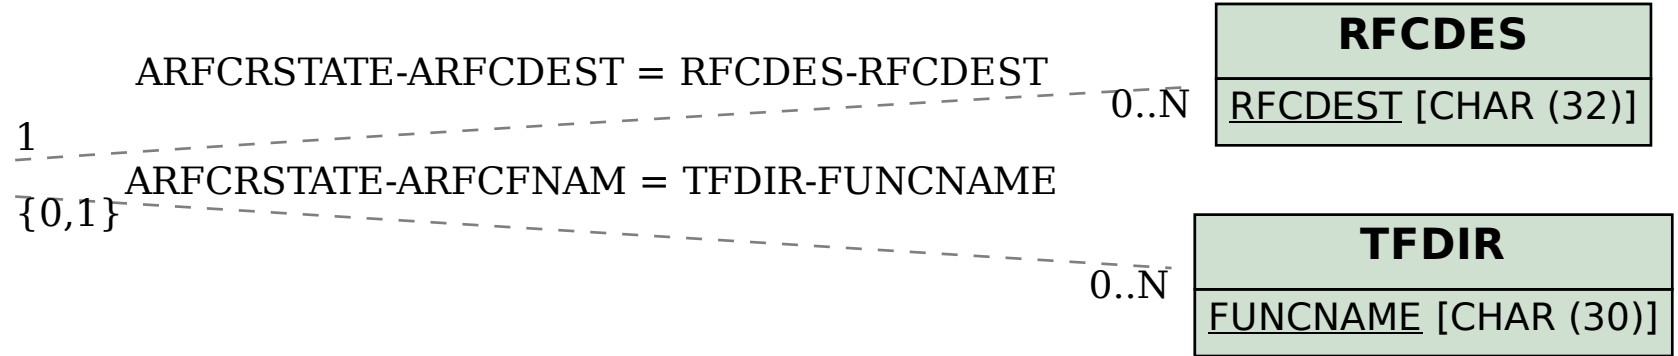 RFCDES
ARFCRSTATE-ARFCDEST = RFCDES-RFCDEST
0..N
RFCDEST [CHAR (32)]
1
ARFCRSTATE-ARFCFNAM = TFDIR-FUNCNAME
{0,1}
TFDIR
0..N
FUNCNAME [CHAR (30)]